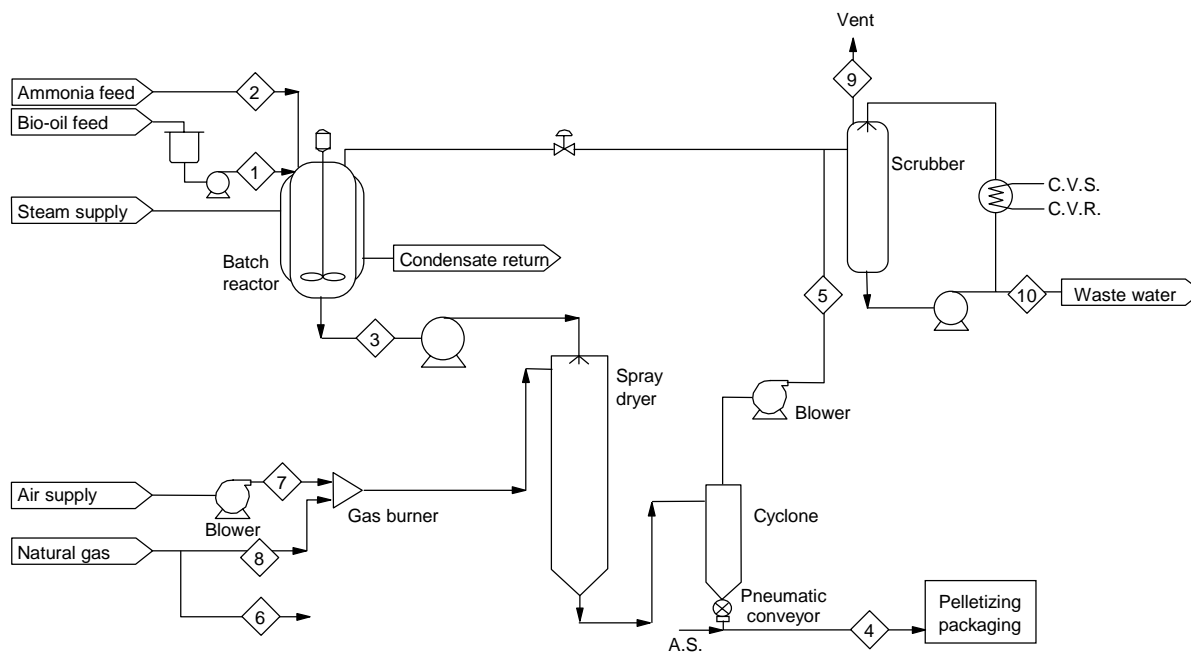 Vent
9
Ammonia feed
2
Bio-oil feed
1
Scrubber
C.V.S.
C.V.R.
Steam supply
Batch
reactor
Condensate return
5
10
Waste water
3
Spray
dryer
Blower
7
Air supply
Blower
Gas burner
Cyclone
Natural gas
8
6
Pneumatic
conveyor
A.S.
4
Pelletizing
packaging